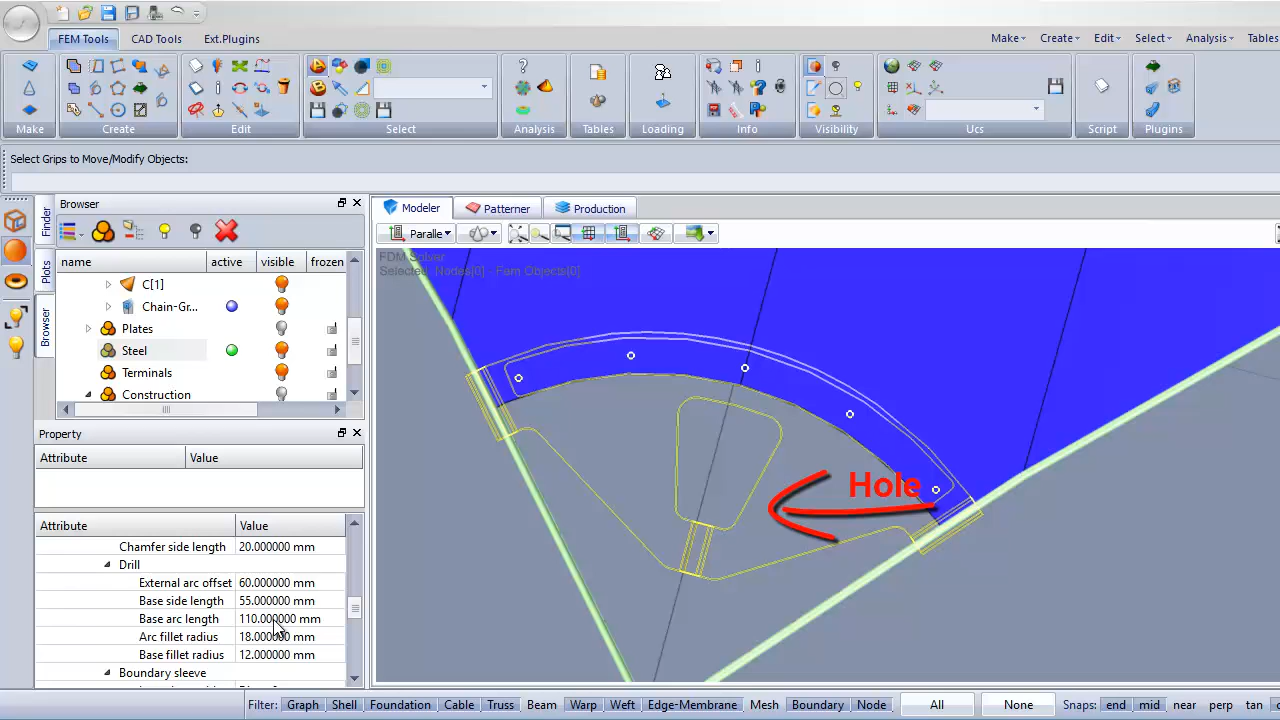 FEM Tools CAD Tools Ext.Plugins
Make Create Edit Select Analysis Tables
Make Create Edit Select Analysis Tables Loading Info Visibility Ucs Script Plugins
Select Grips to Move/Modify Objects:
Browser
Finder
Plots
Browser
name active visible frozen
C[1]
Chain-Gr...
Plates
Steel
Terminals
Construction
Property
Attribute Value
Attribute Value
Chamfer side length 20.000000 mm
Drill
External arc offset 60.000000 mm
Base side length 55.000000 mm
Base arc length 110.000000 mm
Arc fillet radius 18.000000 mm
Base fillet radius 12.000000 mm
Boundary sleeve
Modeler Patterner Production
Paralle
FDM Solver
Selected: Nodes[0] - Fem Objects[0]
Hole
Filter: Graph Shell Foundation Cable Truss Beam Warp Weft Edge-Membrane Mesh Boundary Node All None Snaps: end mid near perp tan